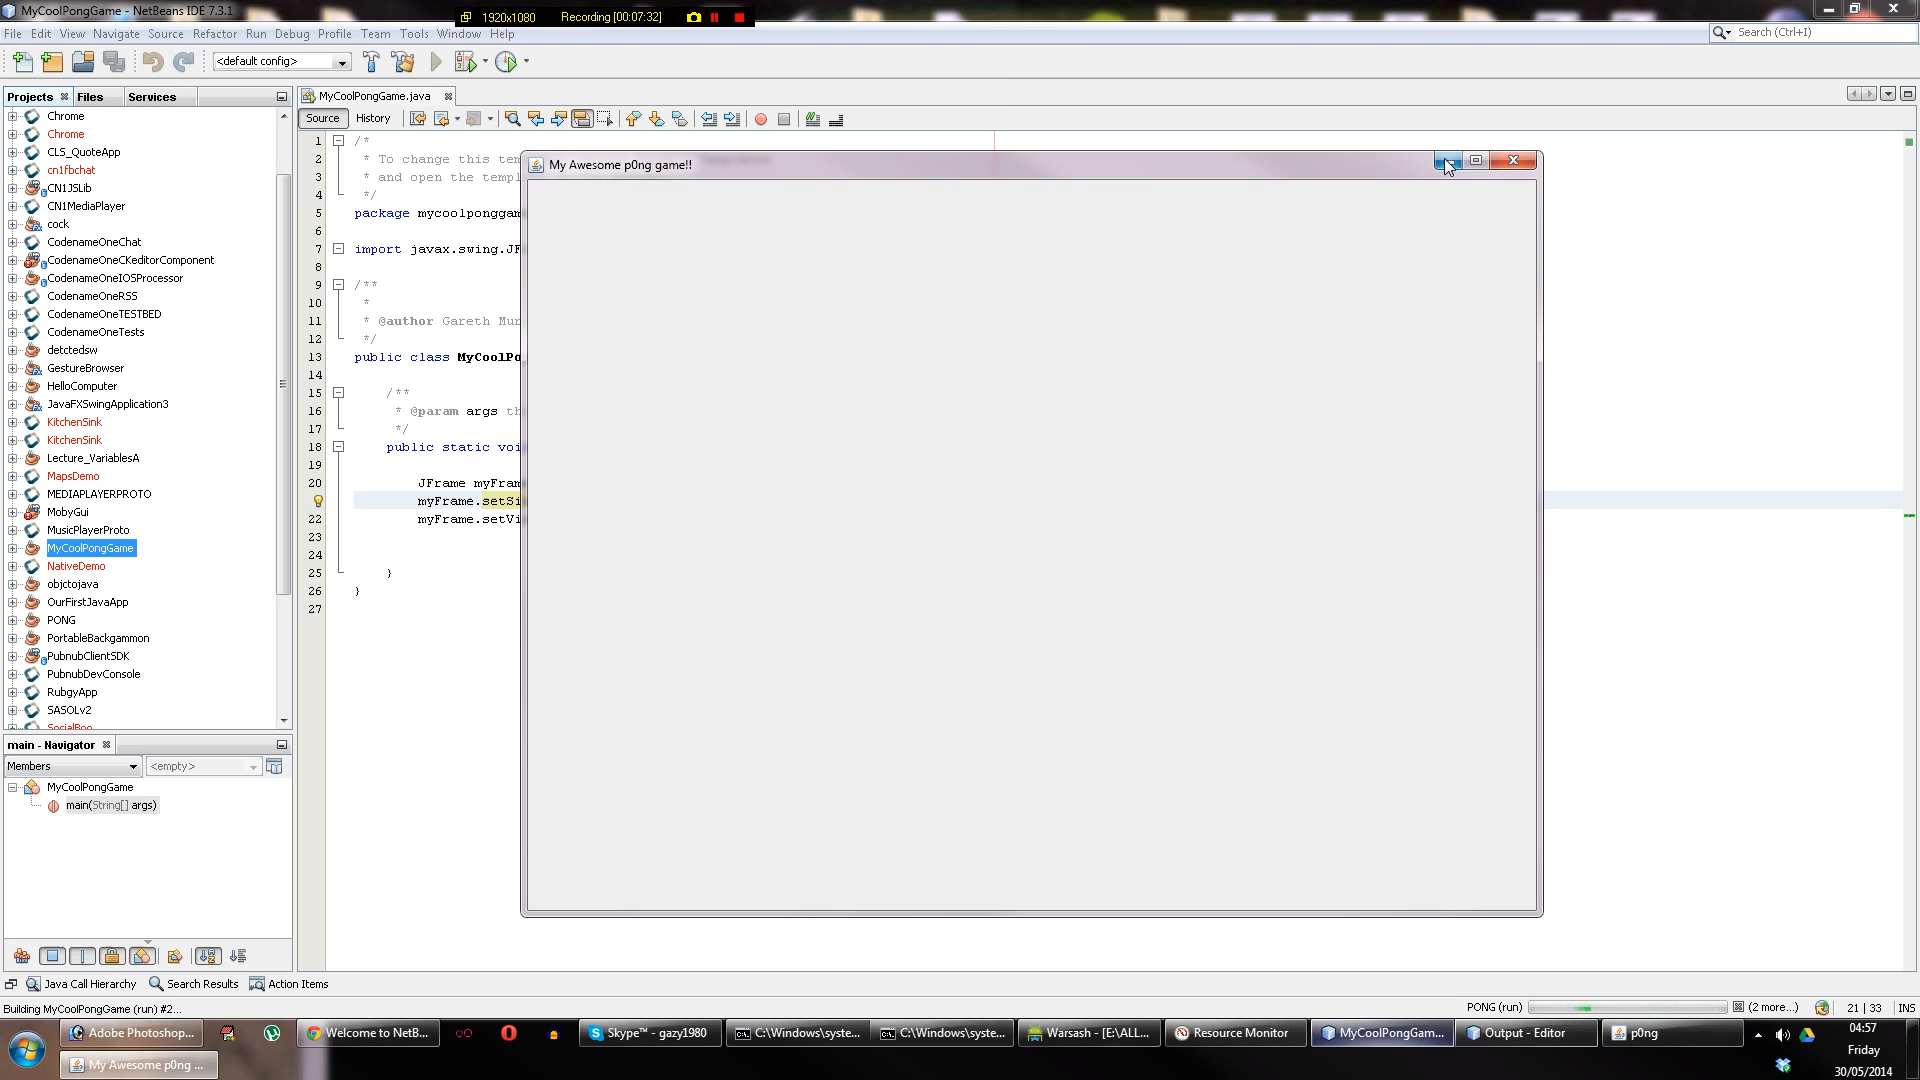 MyCoolPongGame - NetBeans IDE 7.3.1
1920x1080 Recording [00:07:32]
File Edit View Navigate Source Refactor Run Debug Profile Team Tools Window Help
Search (Ctrl+I)
<default config>
Projects Files Services
MyCoolPongGame.java
Source History
Chrome
Chrome
CLS_QuoteApp
cn1fbchat
CN1JSLib
CN1MediaPlayer
cock
CodenameOneChat
CodenameOneCKeditorComponent
CodenameOneIOSProcessor
CodenameOneRSS
CodenameOneTESTBED
CodenameOneTests
detctedsw
GestureBrowser
HelloComputer
JavaFXSwingApplication3
KitchenSink
KitchenSink
Lecture_VariablesA
MapsDemo
MEDIAPLAYERPROTO
MobyGui
MusicPlayerProto
MyCoolPongGame
NativeDemo
objctojava
OurFirstJavaApp
PONG
PortableBackgammon
PubnubClientSDK
PubnubDevConsole
RubgyApp
SASOLv2
SocialBoo
1 /*
2 * To change this tem
3 * and open the templ
4 */
5 package mycoolponggam
6
7 import javax.swing.JF
8
9 /**
10 *
11 * @author Gareth Mur
12 */
13 public class MyCoolPo
14
15 /**
16 * @param args th
17 */
18 public static voi
19
20 JFrame myFram
myFrame.setSi
22 myFrame.setVi
23
24
25 }
26 }
27
My Awesome p0ng game!!
main - Navigator
Members <empty>
MyCoolPongGame
main(String[] args)
Java Call Hierarchy Search Results Action Items
Building MyCoolPongGame (run) #2...
PONG (run) (2 more...) 21 | 33 INS
Adobe Photoshop... Welcome to NetB... Skype™ - gazy1980 C:\Windows\syste... C:\Windows\syste... Warsash - [E:\ALL... Resource Monitor MyCoolPongGam... Output - Editor p0ng
My Awesome p0ng ...
04:57
Friday
30/05/2014